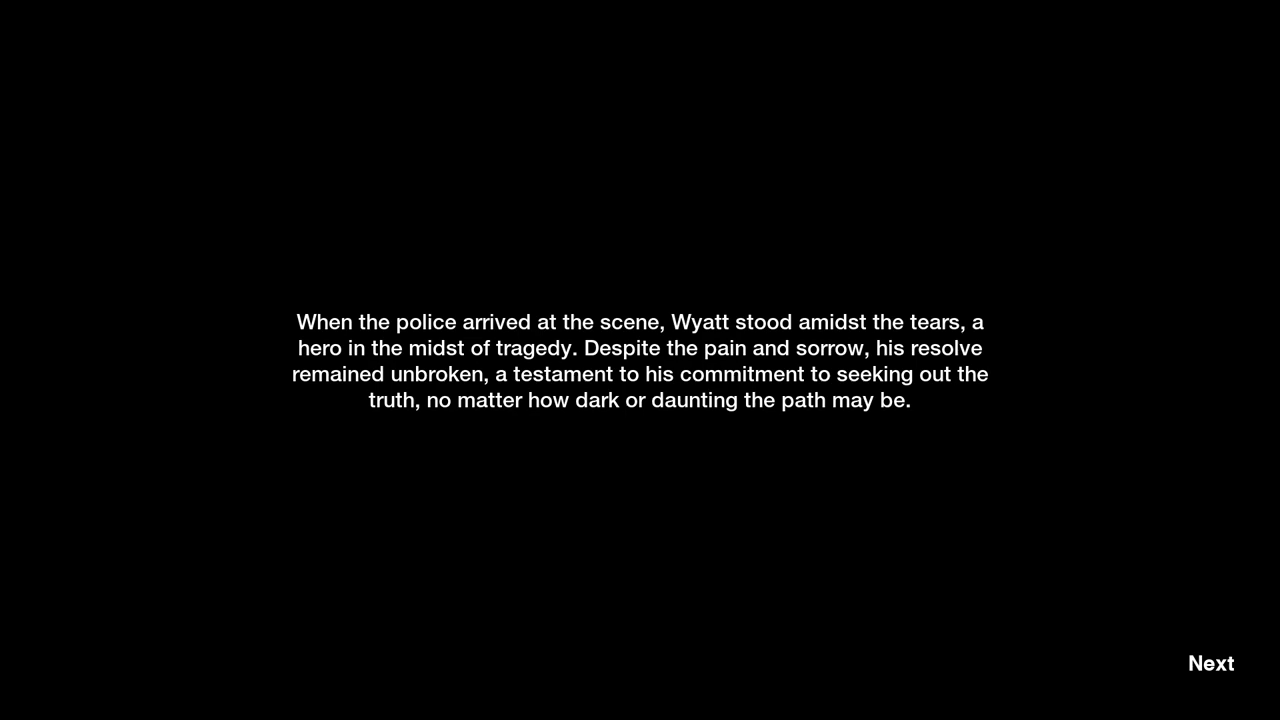 When the police arrived at the scene, Wyatt stood amidst the tears, a
hero in the midst of tragedy. Despite the pain and sorrow, his resolve
remained unbroken, a testament to his commitment to seeking out the
truth, no matter how dark or daunting the path may be.
Next